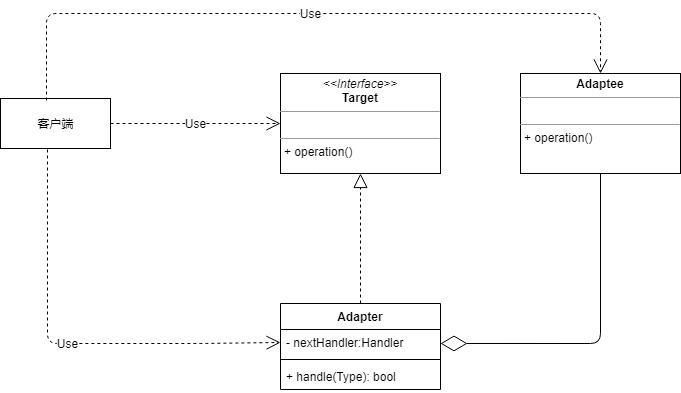 Use
<<Interface>>
Target
+ operation()
Adaptee
+ operation()
客户端
Use
Adapter
- nextHandler:Handler
+ handle(Type): bool
Use